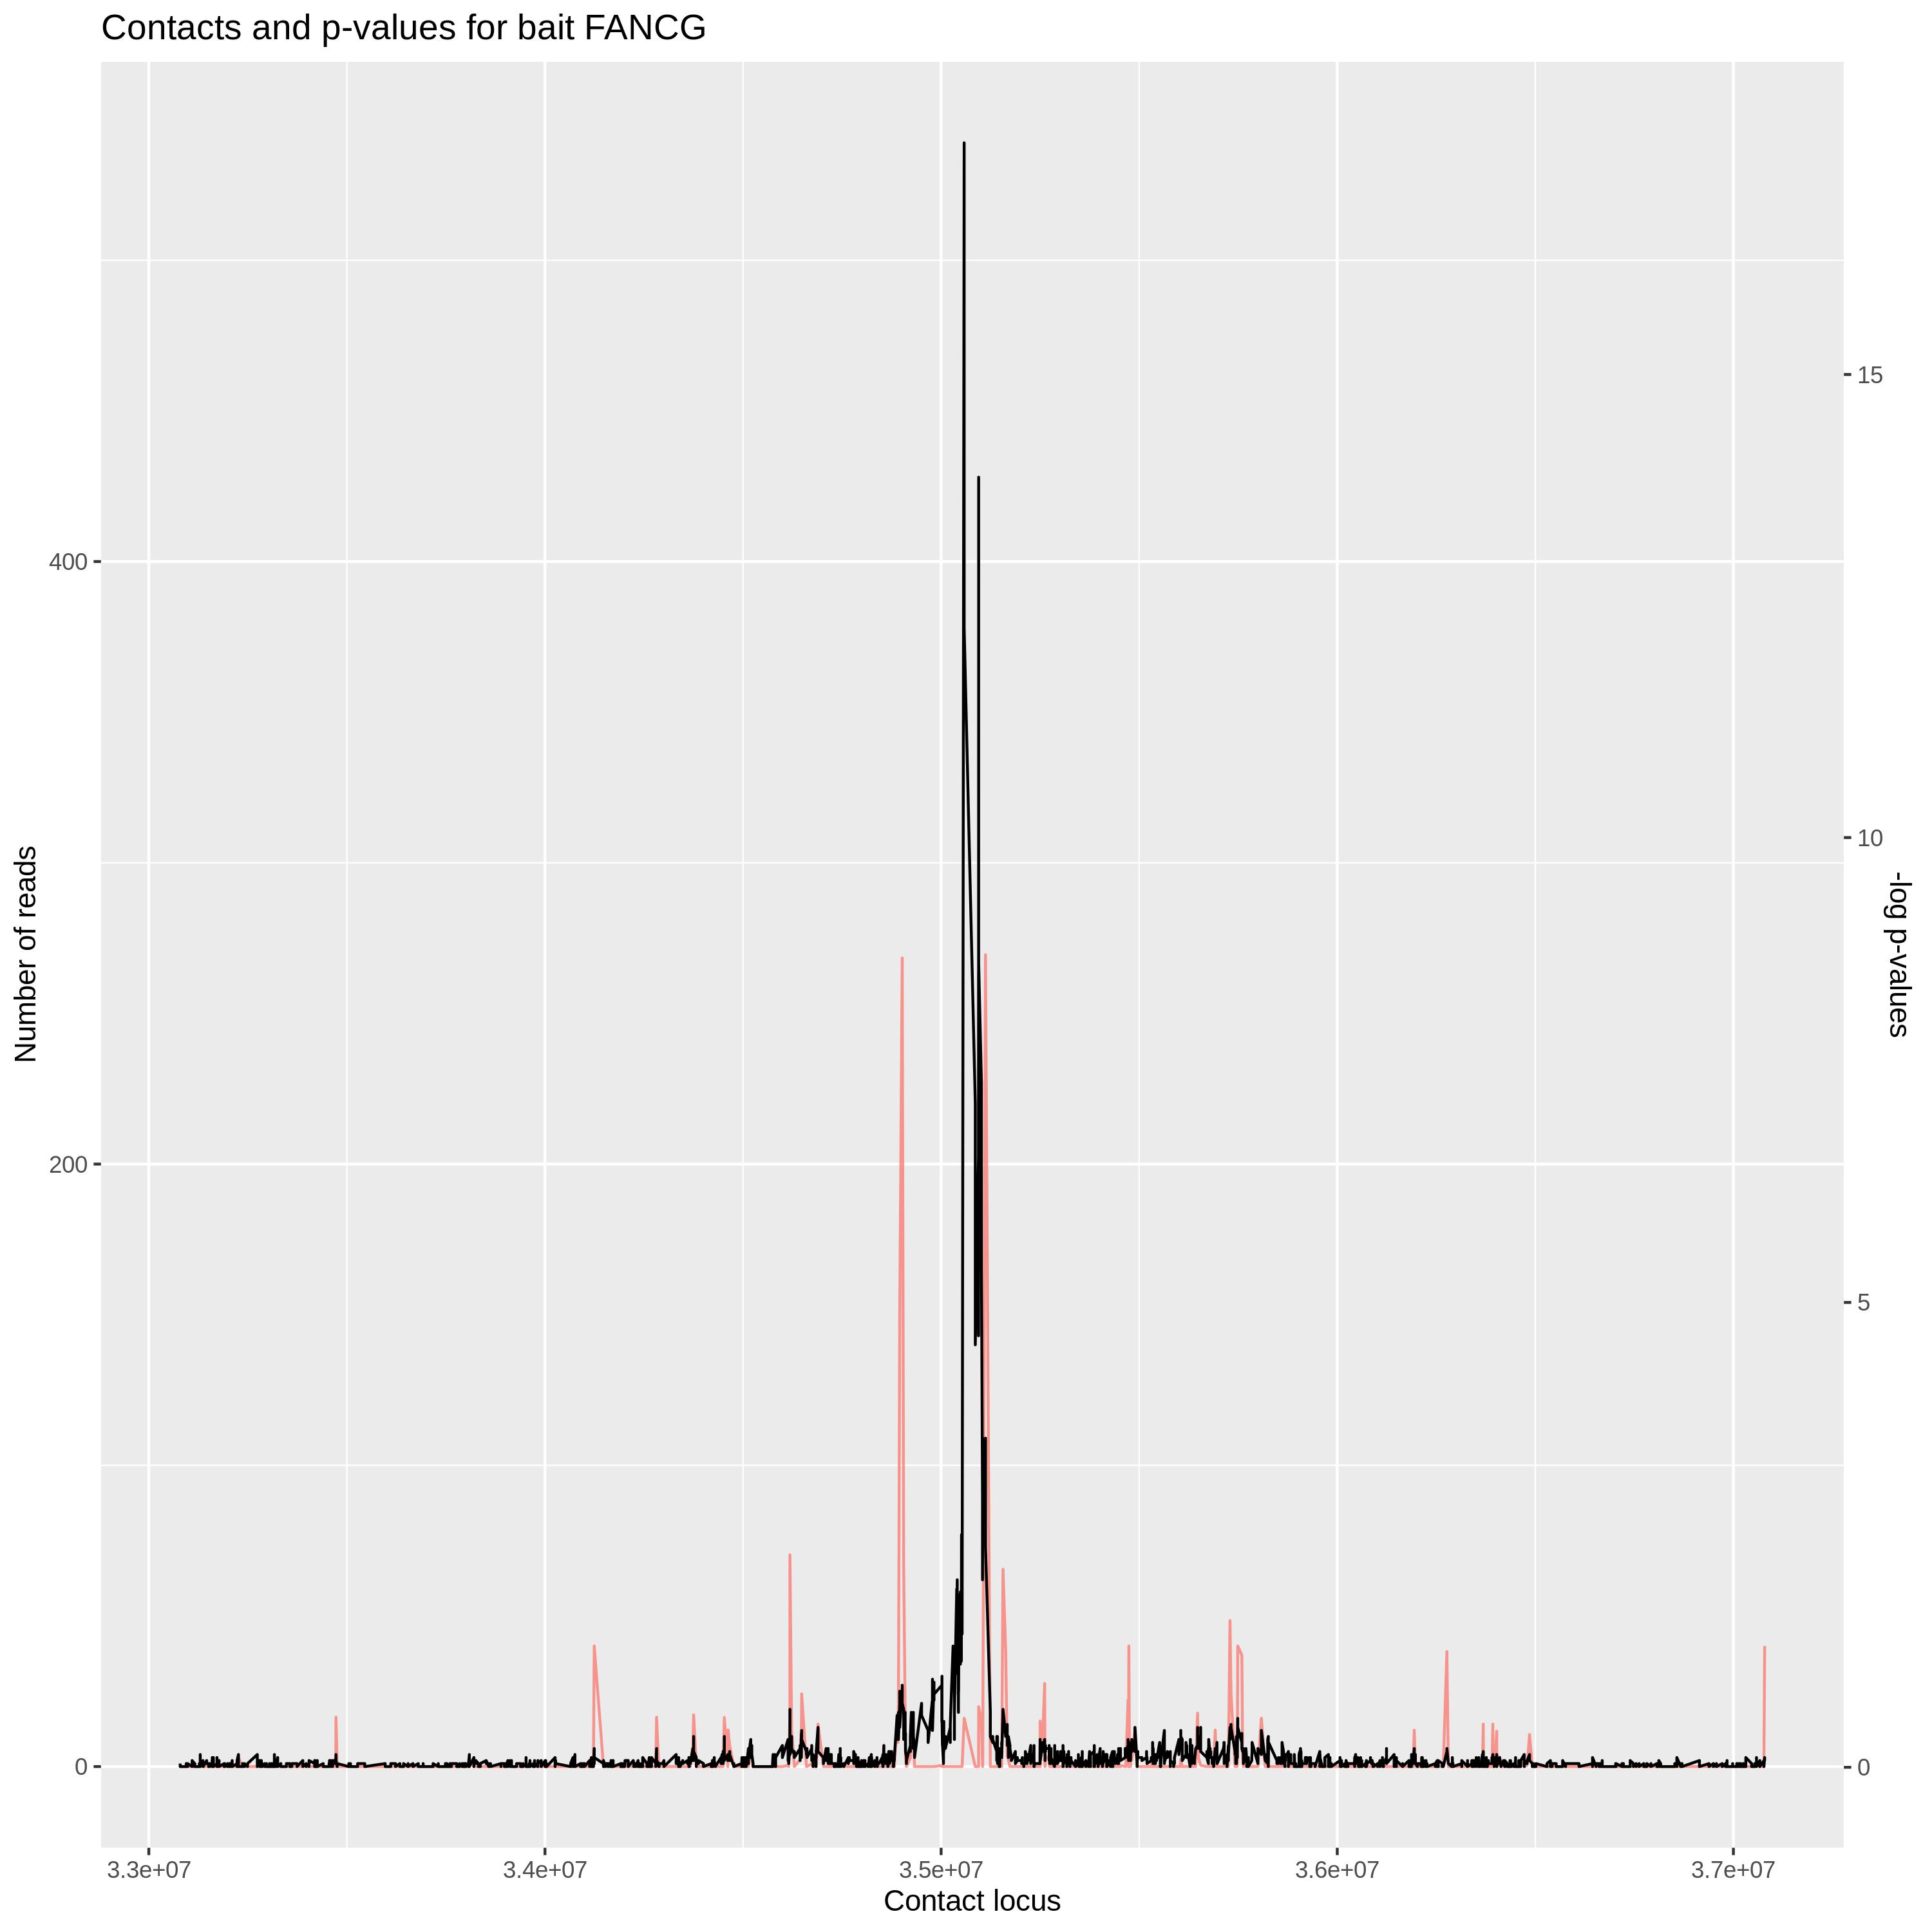 Contacts and p-values for bait FANCG
Number of reads
400
200
0
15
10
5
0
-log p-values
3.3e+07
3.4e+07
3.5e+07
3.6e+07
3.7e+07
Contact locus